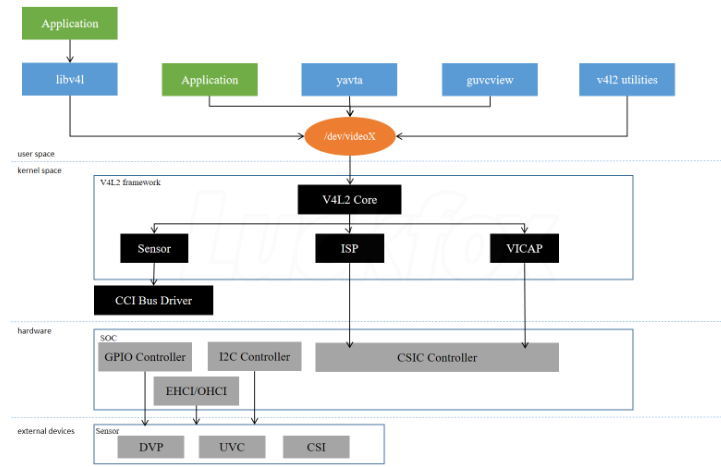 Application
libv4l
Application
yavta
guvcview
v4l2 utilities
/dev/videoX
user space
kernel space
V4L2 framework
V4L2 Core
Sensor
ISP
VICAP
Luckfox
CCI Bus Driver
hardware
SOC
GPIO Controller
I2C Controller
CSIC Controller
EHCI/OHCI
external devices
Sensor
DVP
UVC
CSI